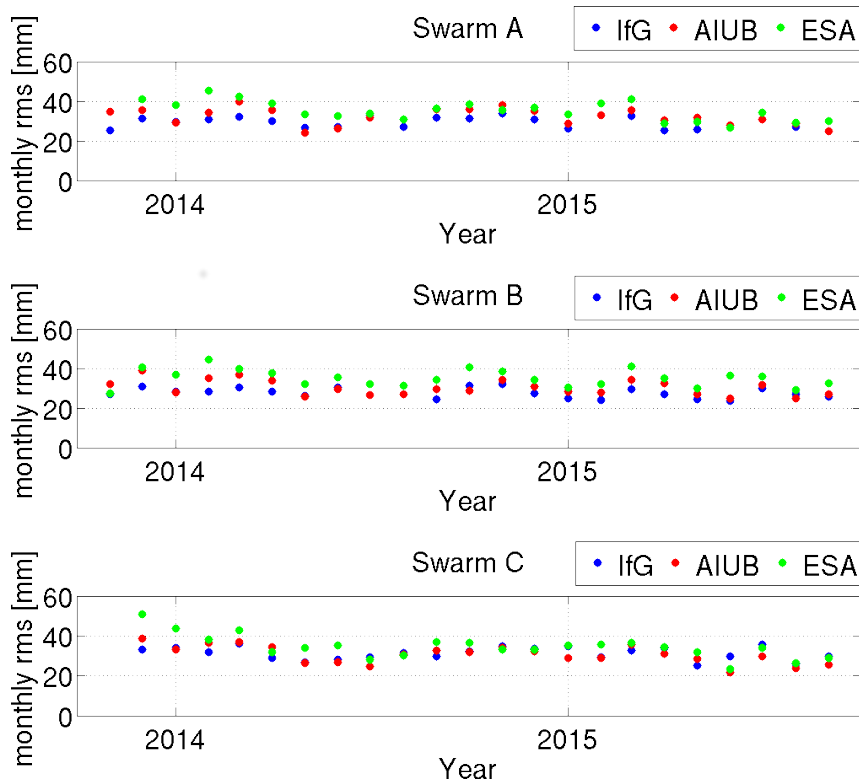 Swarm A
IfG AIUB ESA
monthly rms [mm]
60
40
20
0
2014 2015
Year
Swarm B
IfG AIUB ESA
monthly rms [mm]
60
40
20
0
2014 2015
Year
Swarm C
IfG AIUB ESA
monthly rms [mm]
60
40
20
0
2014 2015
Year